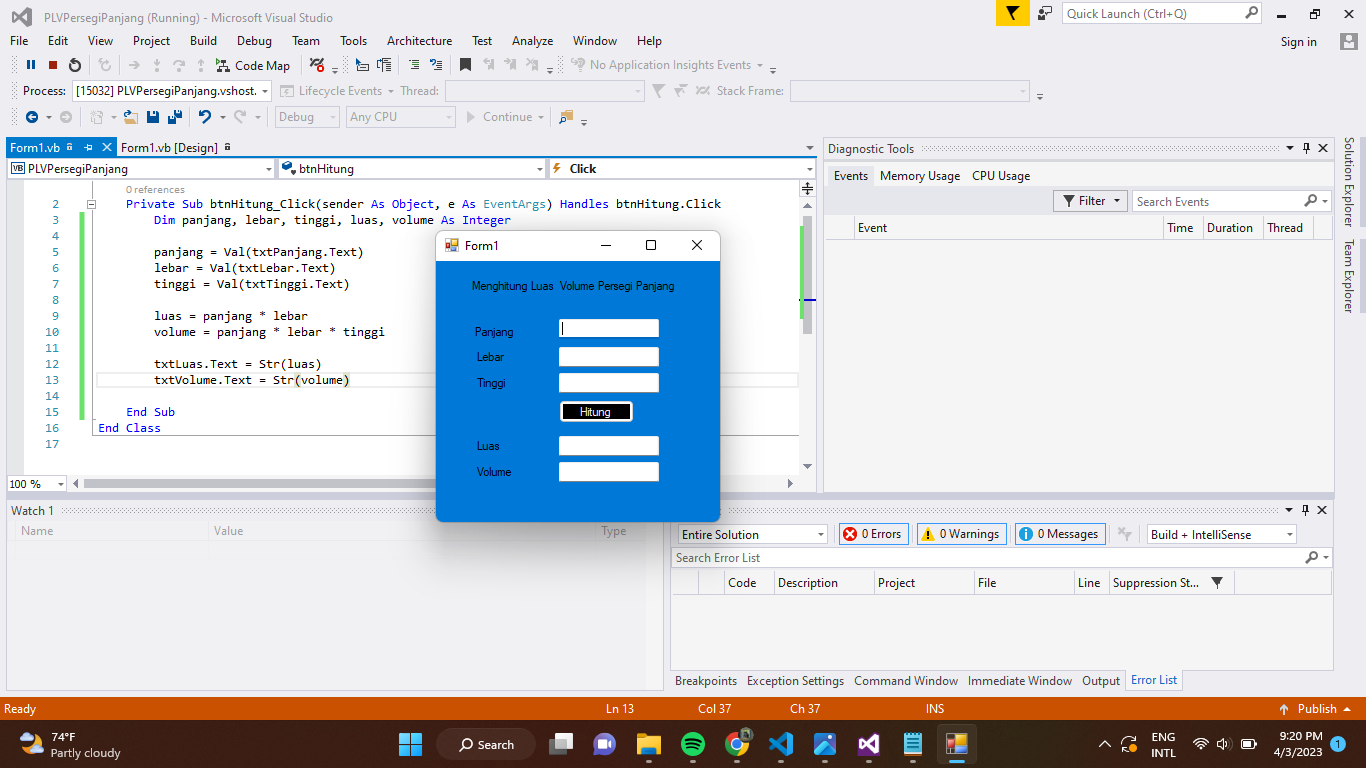 PLVPersegiPanjang (Running) - Microsoft Visual Studio
Quick Launch (Ctrl+Q)
File Edit View Project Build Debug Team Tools Architecture Test Analyze Window Help
Sign in
Code Map
No Application Insights Events
Process: [15032] PLVPersegiPanjang.vshost. Lifecycle Events Thread: Stack Frame:
Debug Any CPU Continue
Form1.vb Form1.vb [Design]
PLVPersegiPanjang btnHitung Click
0 references
2 Private Sub btnHitung_Click(sender As Object, e As EventArgs) Handles btnHitung.Click
3 Dim panjang, lebar, tinggi, luas, volume As Integer
4
5 panjang = Val(txtPanjang.Text)
6 lebar = Val(txtLebar.Text)
7 tinggi = Val(txtTinggi.Text)
8
9 luas = panjang * lebar
10 volume = panjang * lebar * tinggi
11
12 txtLuas.Text = Str(luas)
13 txtVolume.Text = Str(volume)
14
15 End Sub
16 End Class
17
100 %
Form1
Menghitung Luas Volume Persegi Panjang
Panjang
Lebar
Tinggi
Hitung
Luas
Volume
Diagnostic Tools
Events Memory Usage CPU Usage
Filter Search Events
Event Time Duration Thread
Solution Explorer
Team Explorer
Watch 1
Name Value Type
Entire Solution 0 Errors 0 Warnings 0 Messages Build + IntelliSense
Search Error List
Code Description Project File Line Suppression St...
Breakpoints Exception Settings Command Window Immediate Window Output Error List
Ready Ln 13 Col 37 Ch 37 INS Publish
74°F
Partly cloudy
Search
ENG
INTL
9:20 PM
4/3/2023
1